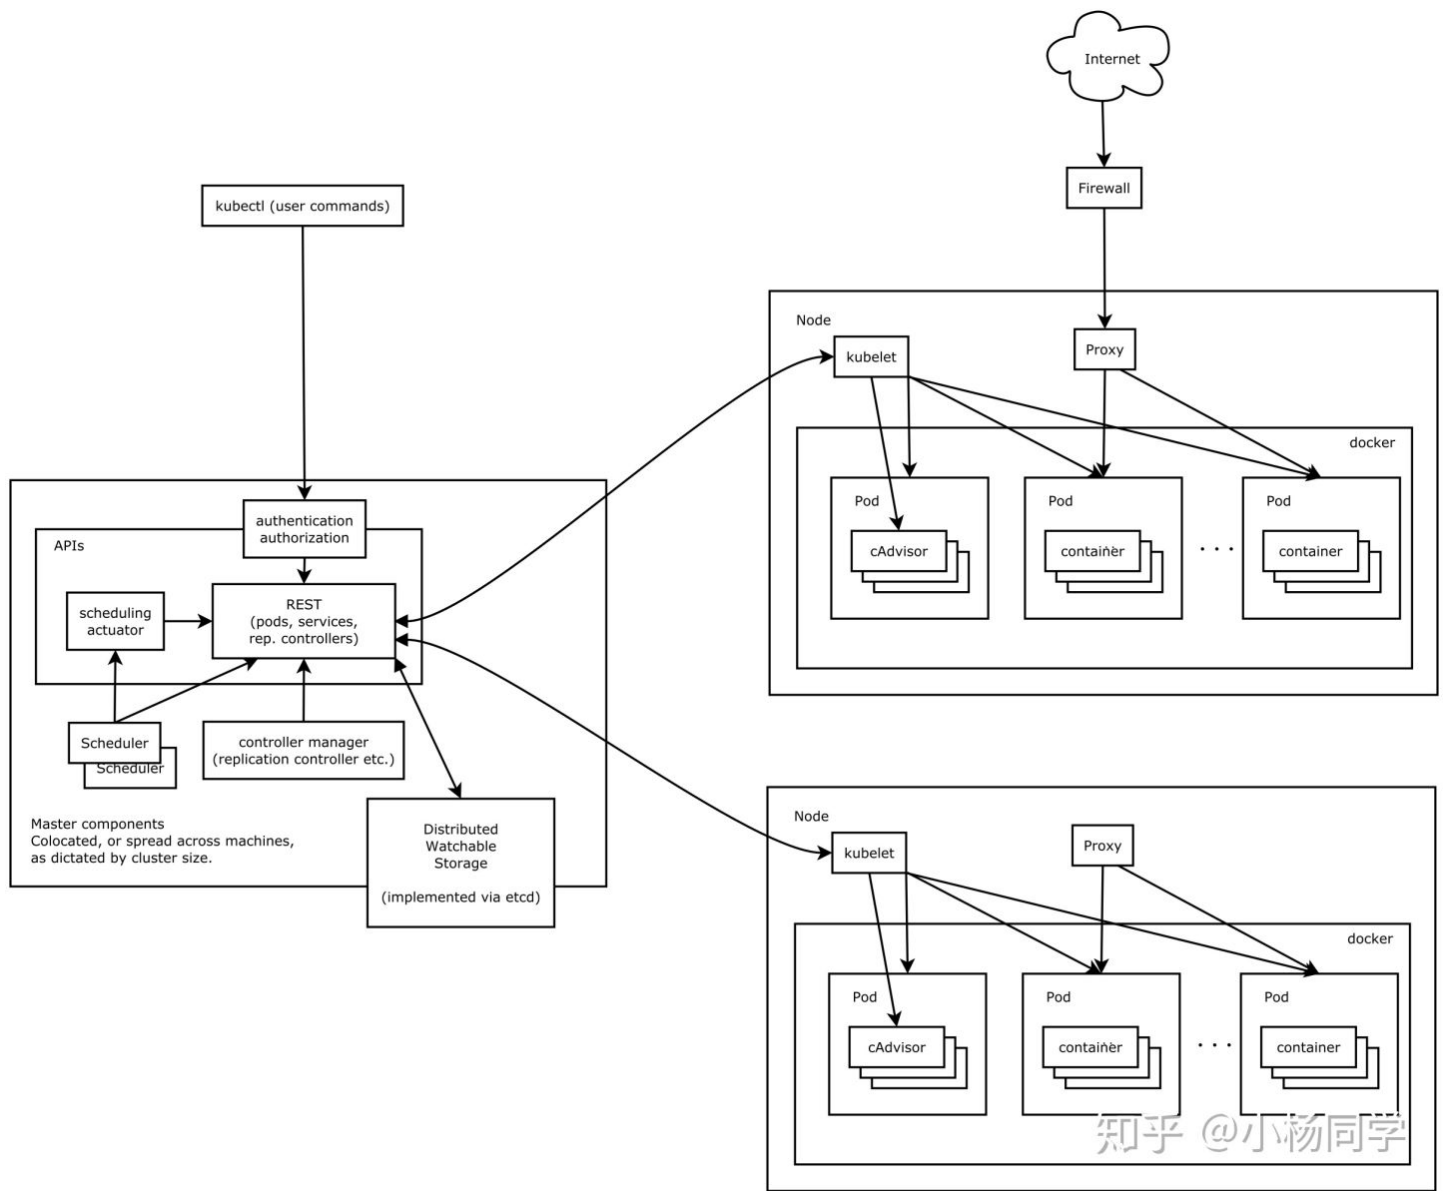 Internet
Firewall
kubectl (user commands)
Node
kubelet
Proxy
docker
Pod
cAdvisor
Pod
container
. . .
Pod
container
authentication
authorization
APIs
REST
(pods, services,
rep. controllers)
scheduling
actuator
Scheduler
Scheduler
controller manager
(replication controller etc.)
Master components
Colocated, or spread across machines,
as dictated by cluster size.
Distributed
Watchable
Storage
(implemented via etcd)
Node
kubelet
Proxy
docker
Pod
cAdvisor
Pod
container
. . .
Pod
container
知乎 @小杨同学